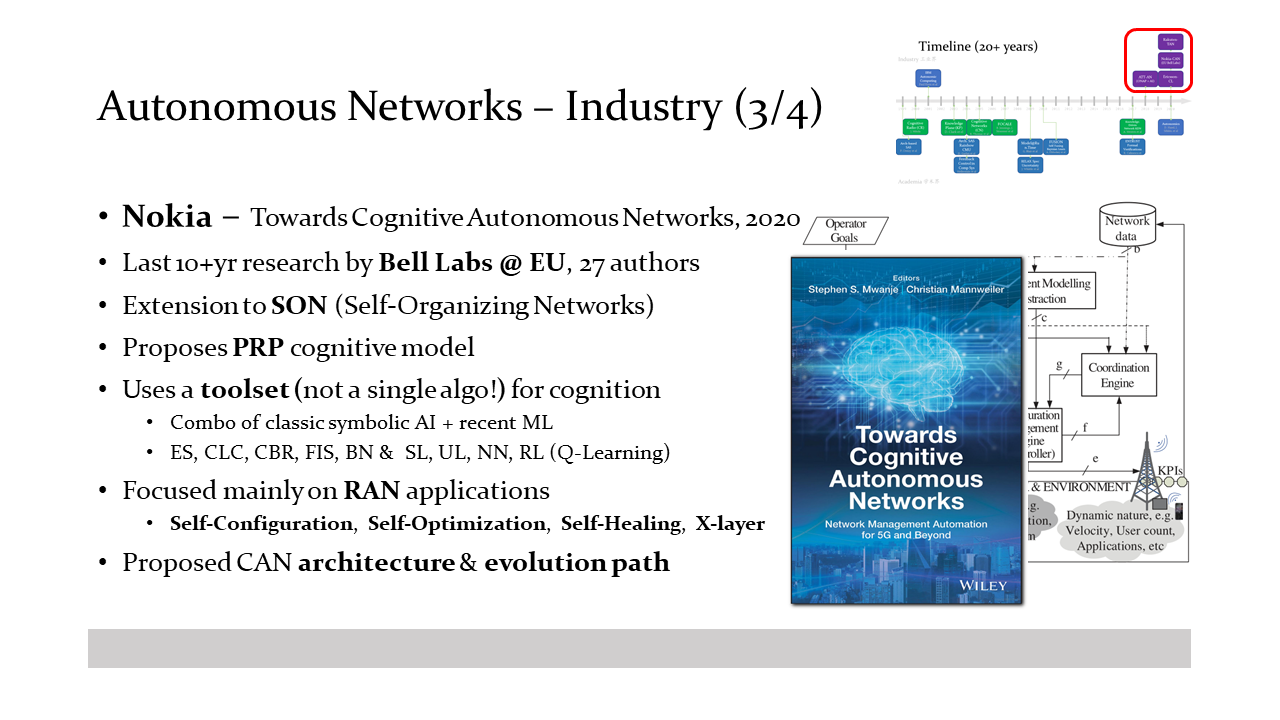 Timeline (20+ years)
Autonomous Networks – Industry (3/4)
• Nokia – Towards Cognitive Autonomous Networks, 2020
• Last 10+yr research by Bell Labs @ EU, 27 authors
• Extension to SON (Self-Organizing Networks)
• Proposes PRP cognitive model
• Uses a toolset (not a single algo!) for cognition
• Combo of classic symbolic AI + recent ML
• ES, CLC, CBR, FIS, BN & SL, UL, NN, RL (Q-Learning)
• Focused mainly on RAN applications
• Self-Configuration, Self-Optimization, Self-Healing, X-layer
• Proposed CAN architecture & evolution path
Operator
Goals
Network
data
b
Editors
Stephen S. Mwanje | Christian Mannweiler
Towards
Cognitive
Autonomous
Networks
Network Management Automation
for 5G and Beyond
WILEY
nt Modelling
straction
c
g
Coordination
Engine
uration
gement
gine
roller)
f
e
KPIs
& ENVIRONMENT
e.g.
tion,
m
Dynamic nature, e.g.
Velocity, User count,
Applications, etc